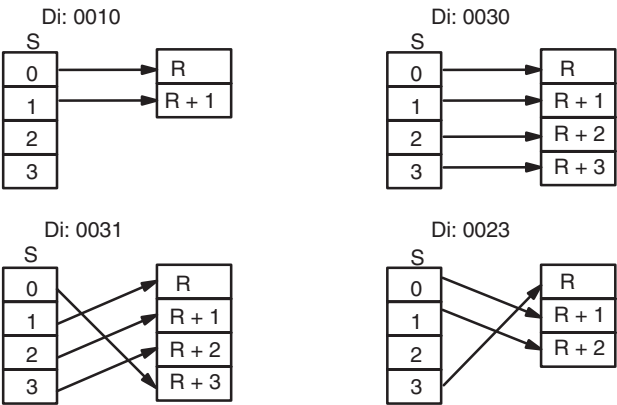 Di: 0010
S
0
1
2
3
R
R + 1
Di: 0030
S
0
1
2
3
R
R + 1
R + 2
R + 3
Di: 0031
S
0
1
2
3
R
R + 1
R + 2
R + 3
Di: 0023
S
0
1
2
3
R
R + 1
R + 2